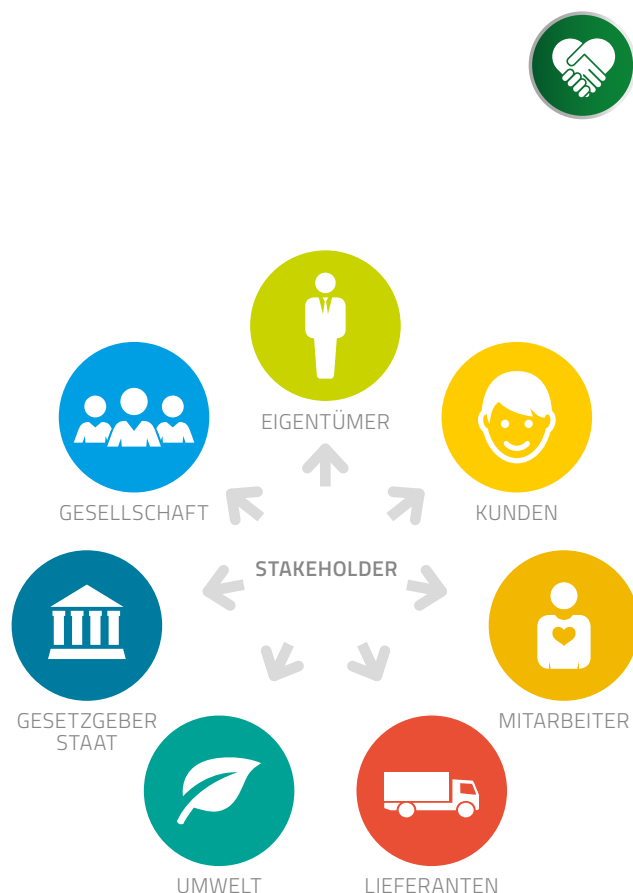 EIGENTÜMER
GESELLSCHAFT
KUNDEN
STAKEHOLDER
GESETZGEBER
STAAT
MITARBEITER
UMWELT
LIEFERANTEN